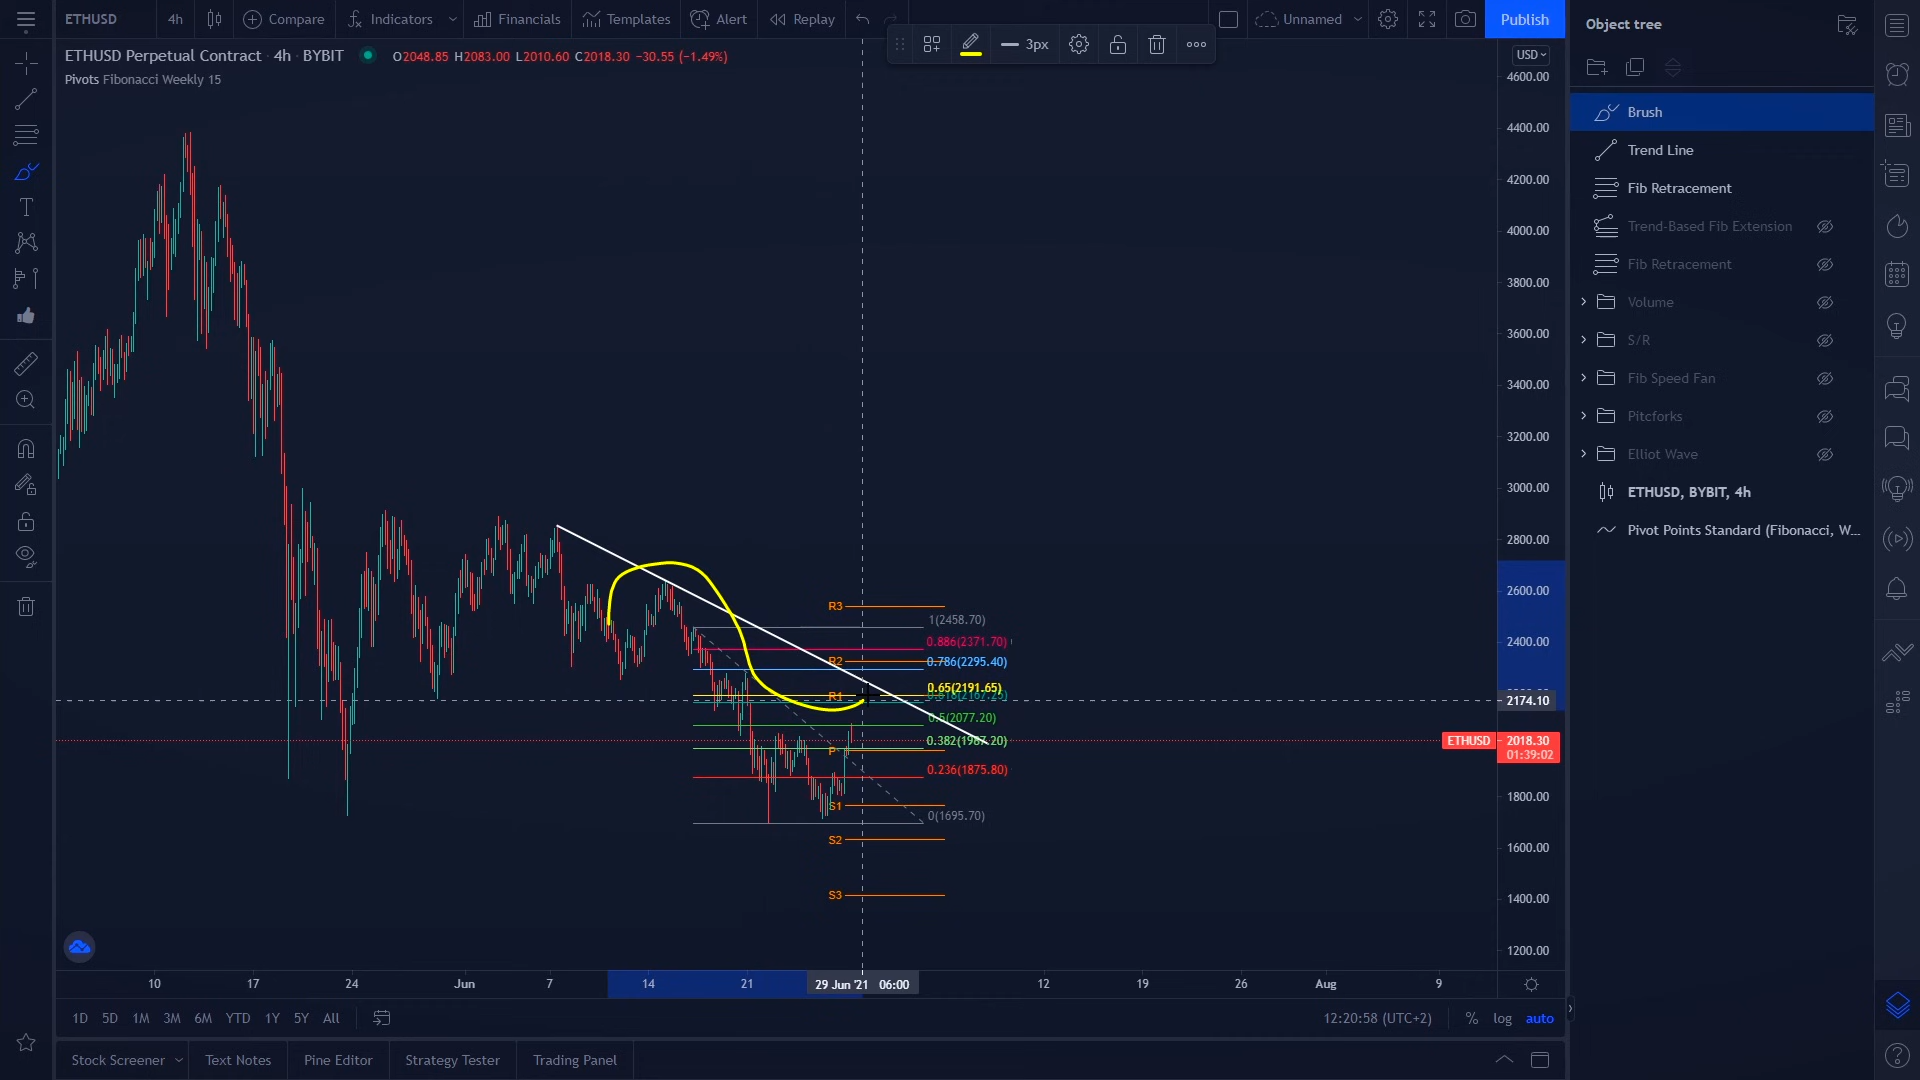 ETHUSD
4h
Compare
Indicators
Financials
Templates
Alert
Replay
Unnamed
Publish
Object tree
3px
ETHUSD Perpetual Contract · 4h · BYBIT
O2048.85 H2083.00 L2010.60 C2018.30 −30.55 (−1.49%)
Pivots Fibonacci Weekly 15
USD
4600.00
4400.00
4200.00
4000.00
3800.00
3600.00
3400.00
3200.00
3000.00
2800.00
2600.00
2400.00
2174.10
ETHUSD
2018.30
01:39:02
1800.00
1600.00
1400.00
1200.00
R3
1(2458.70)
0.886(2371.70)
R2
0.786(2295.40)
0.65(2191.65)
R1
0.5(2077.20)
0.382(1987.20)
P
0.236(1875.80)
S1
0(1695.70)
S2
S3
Brush
Trend Line
Fib Retracement
Trend-Based Fib Extension
Fib Retracement
Volume
S/R
Fib Speed Fan
Pitcforks
Elliot Wave
ETHUSD, BYBIT, 4h
Pivot Points Standard (Fibonacci, W...
10
17
24
Jun
7
14
21
29 Jun '21 06:00
12
19
26
Aug
9
1D
5D
1M
3M
6M
YTD
1Y
5Y
All
12:20:58 (UTC+2)
%
log
auto
Stock Screener
Text Notes
Pine Editor
Strategy Tester
Trading Panel